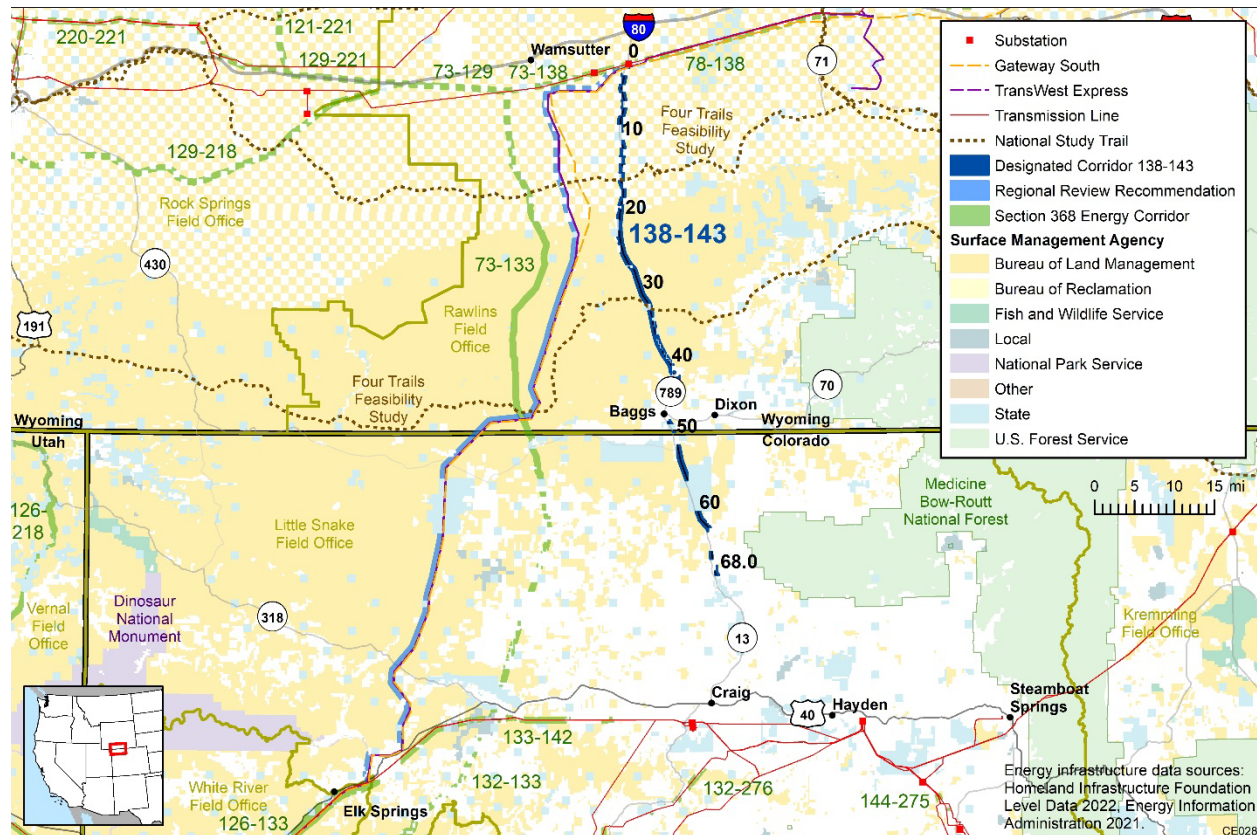 220-221
121-221
129-221
Wamsutter
80
0
73-129
73-138
78-138
71
10
Four Trails
Feasibility
Study
129-218
Rock Springs
Field Office
20
138-143
430
73-133
30
191
Rawlins
Field
Office
40
Four Trails
Feasibility
Study
789
70
Baggs
Dixon
50
Wyoming
Utah
Wyoming
Colorado
126-
218
60
Medicine
Bow-Routt
National Forest
Little Snake
Field Office
68.0
Vernal
Field
Office
Dinosaur
National
Monument
318
13
Kremmling
Field Office
Craig
40
Hayden
Steamboat
Springs
133-142
132-133
132-276
144-275
White River
Field Office
126-133
Elk Springs
Substation
Gateway South
TransWest Express
Transmission Line
National Study Trail
Designated Corridor 138-143
Regional Review Recommendation
Section 368 Energy Corridor
Surface Management Agency
Bureau of Land Management
Bureau of Reclamation
Fish and Wildlife Service
Local
National Park Service
Other
State
U.S. Forest Service
0 5 10 15 mi
Energy infrastructure data sources:
Homeland Infrastructure Foundation
Level Data 2022, Energy Information
Administration 2021.